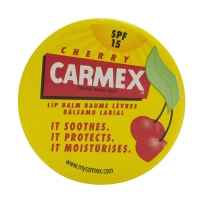 SPF
15
CHERRY
CARMEX
LIP BALM BAUME LÈVRES
BÁLSAMO LABIAL
IT SOOTHES.
IT PROTECTS.
IT MOISTURISES.
www.mycarmex.com